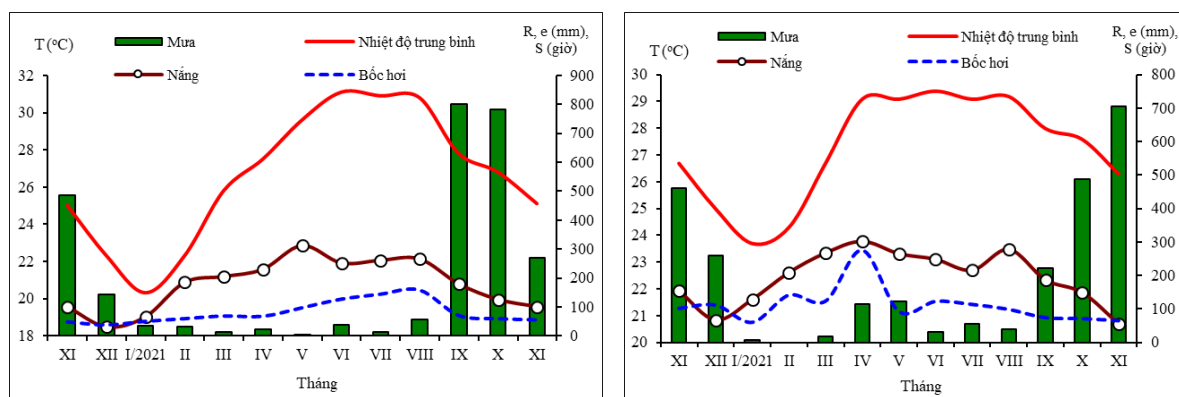 T (ºC)
R, e (mm),
S (giờ)
Mưa
Nhiệt độ trung bình
Nắng
Bốc hơi
32
30
28
26
24
22
20
18
900
800
700
600
500
400
300
200
100
0
XI XII I/2021 II III IV V VI VII VIII IX X XI
Tháng
T (ºC)
R, e (mm),
S (giờ)
Mưa
Nhiệt độ trung bình
Nắng
Bốc hơi
30
29
28
27
26
25
24
23
22
21
20
800
700
600
500
400
300
200
100
0
XI XII I/2021 II III IV V VI VII VIII IX X XI
Tháng